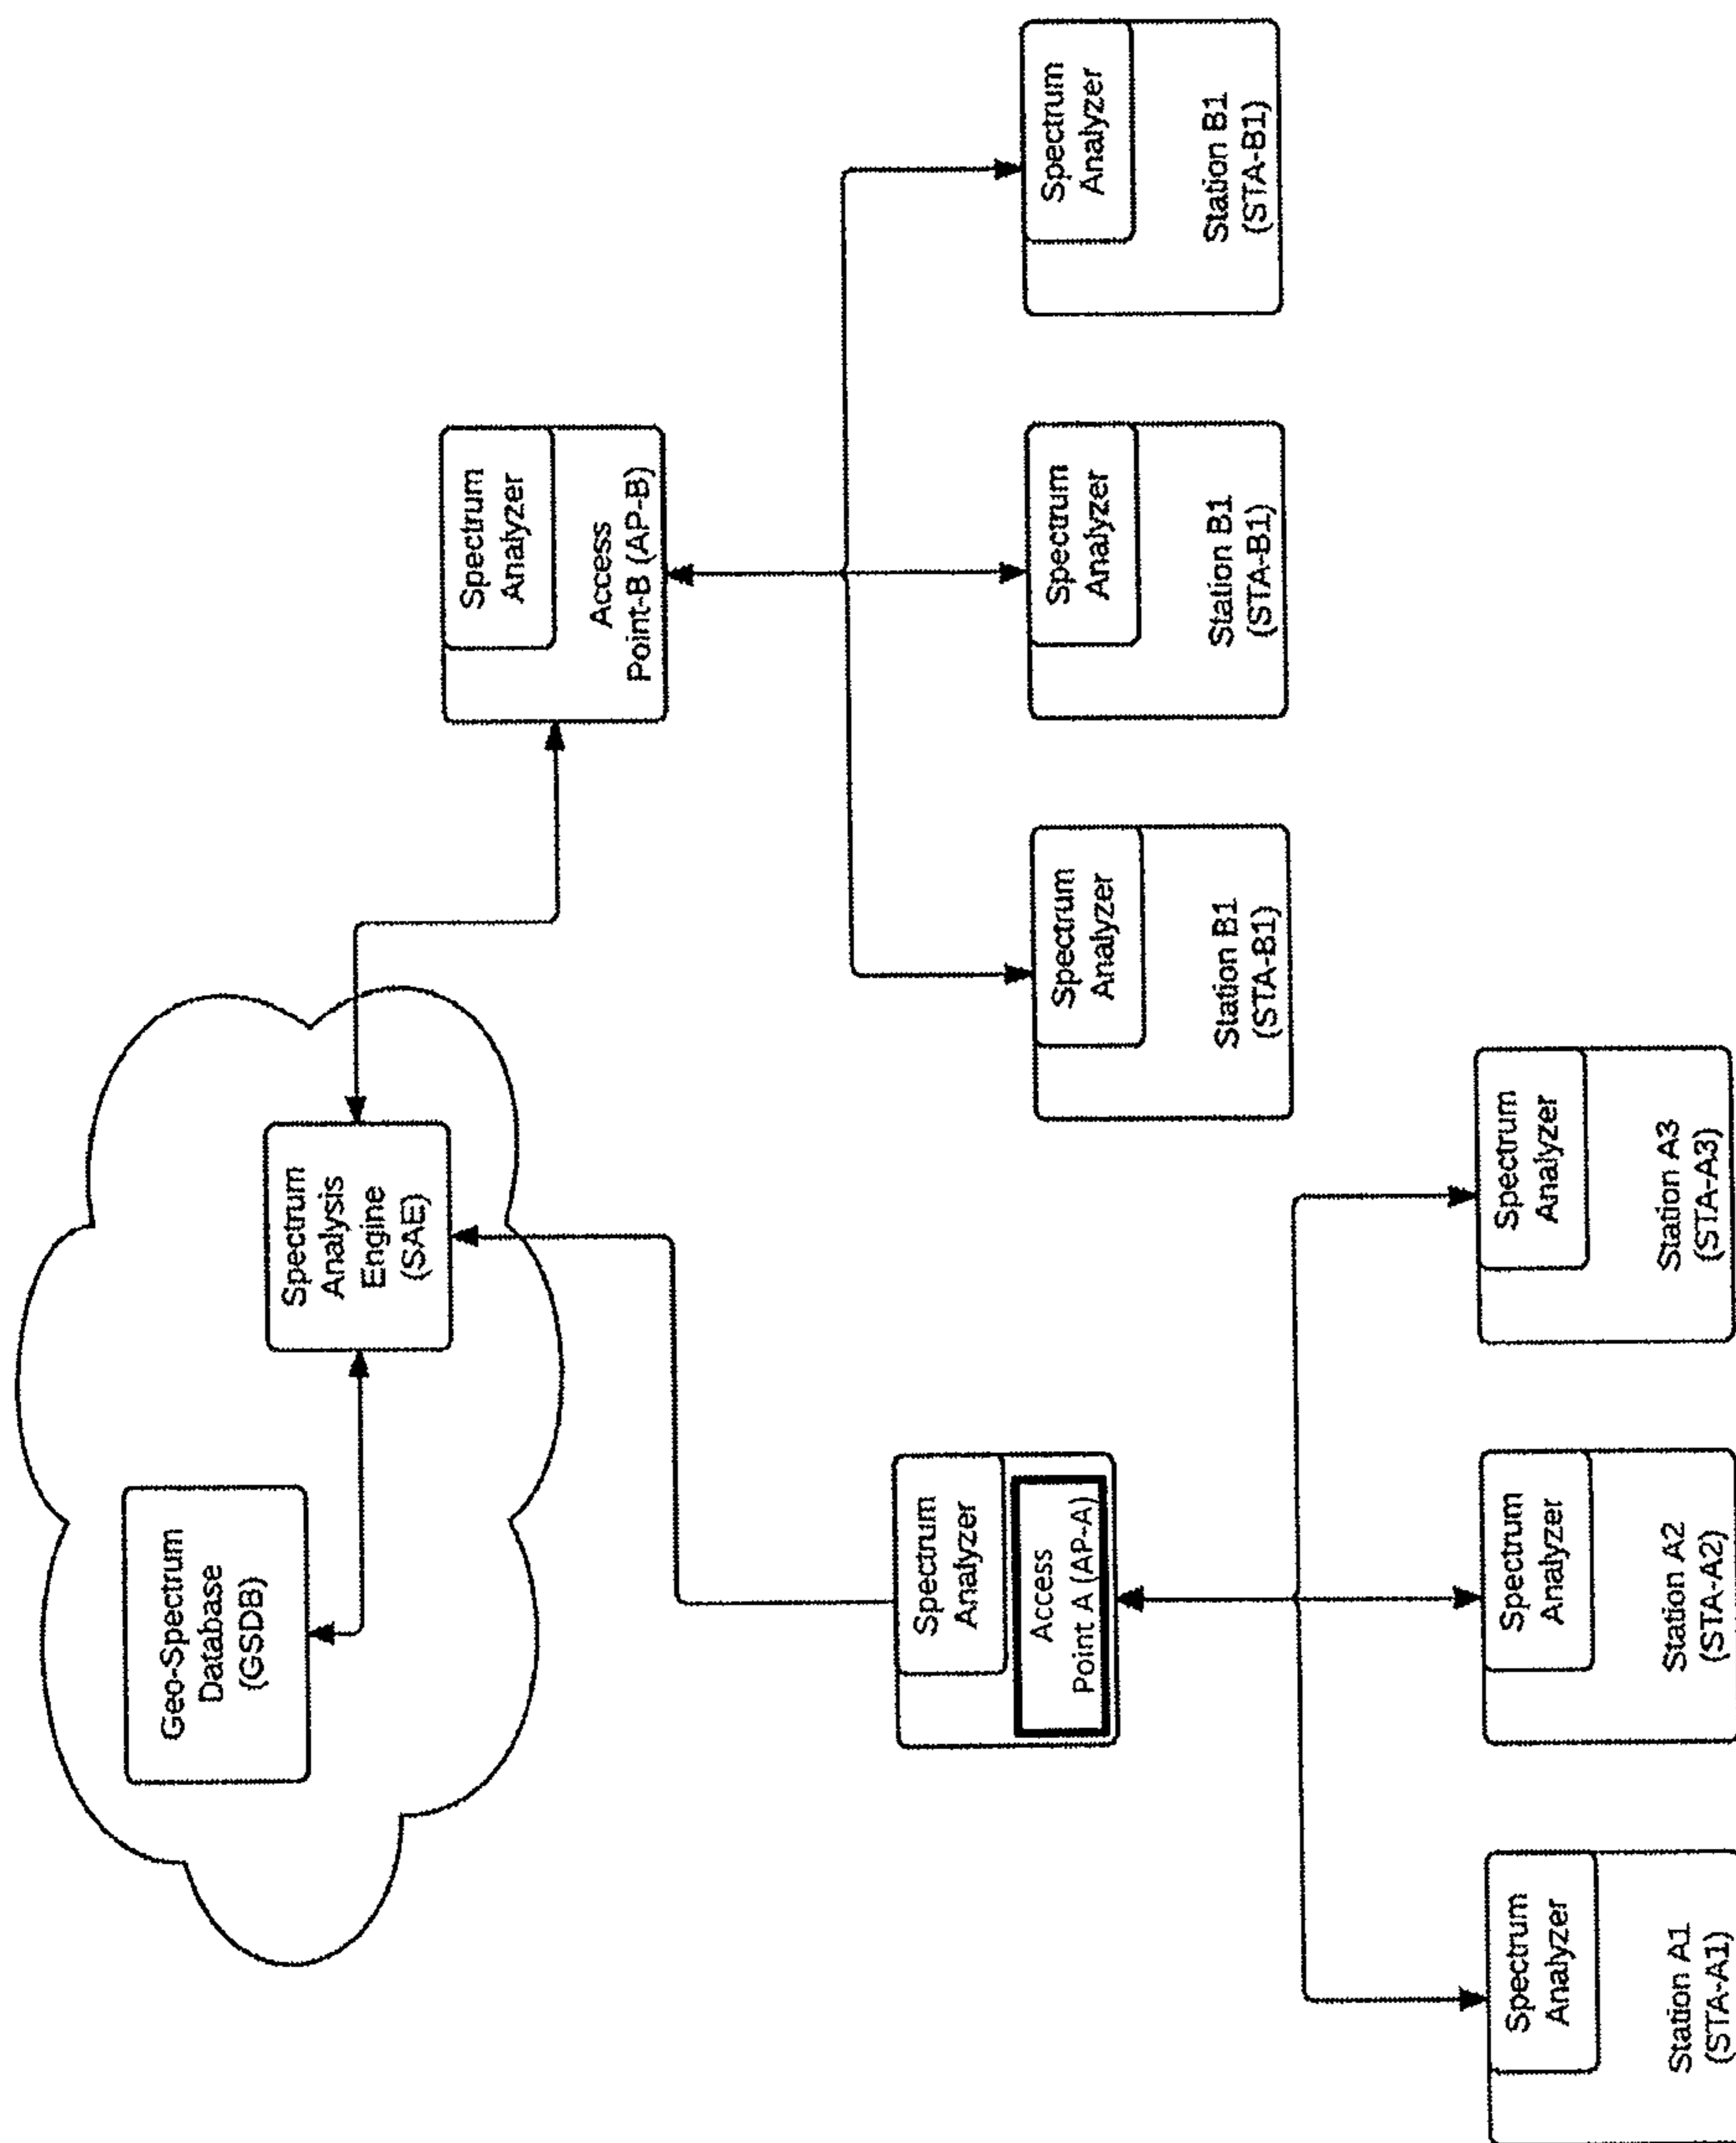 Geo-Spectrum
Database
(GSDB)
Spectrum
Analysis
Engine
(SAE)
Spectrum
Analyzer
Access
Point-B (AP-B)
Spectrum
Analyzer
Station B1
(STA-B1)
Spectrum
Analyzer
Station B1
(STA-B1)
Spectrum
Analyzer
Station B1
(STA-B1)
Spectrum
Analyzer
Access
Point A (AP-A)
Spectrum
Analyzer
Station A1
(STA-A1)
Spectrum
Analyzer
Station A2
(STA-A2)
Spectrum
Analyzer
Station A3
(STA-A3)